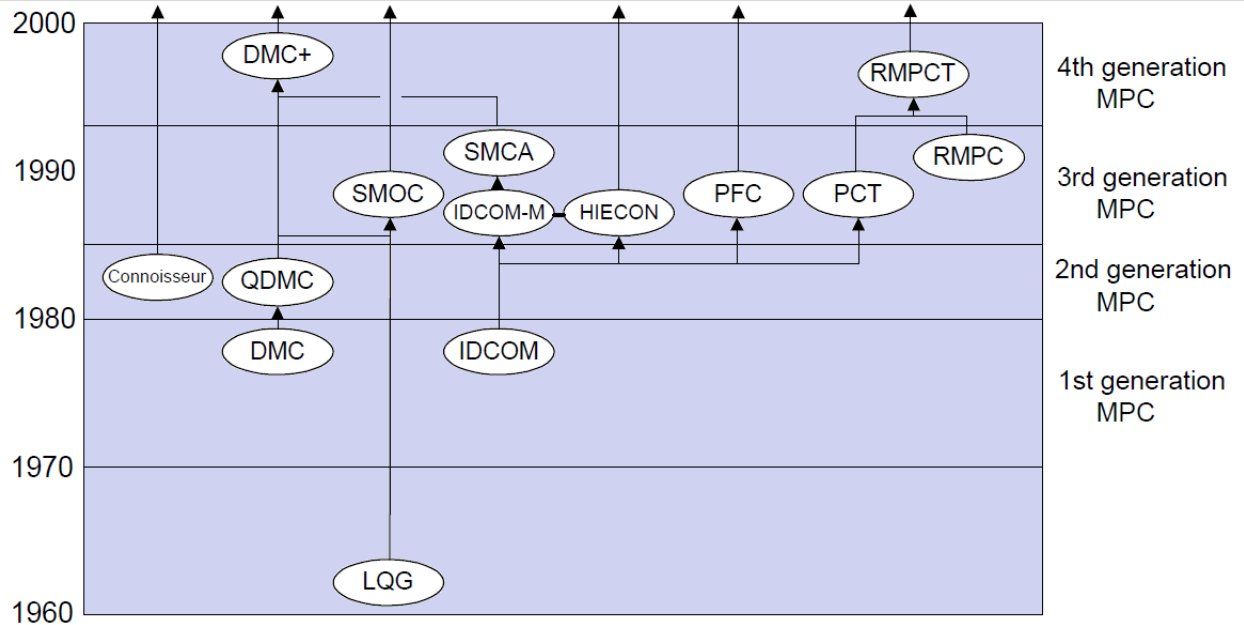 2000
DMC+
RMPCT
4th generation
MPC
SMCA
RMPC
1990
SMOC
IDCOM-M
HIECON
PFC
PCT
3rd generation
MPC
Connoisseur
QDMC
2nd generation
MPC
1980
DMC
IDCOM
1st generation
MPC
1970
LQG
1960